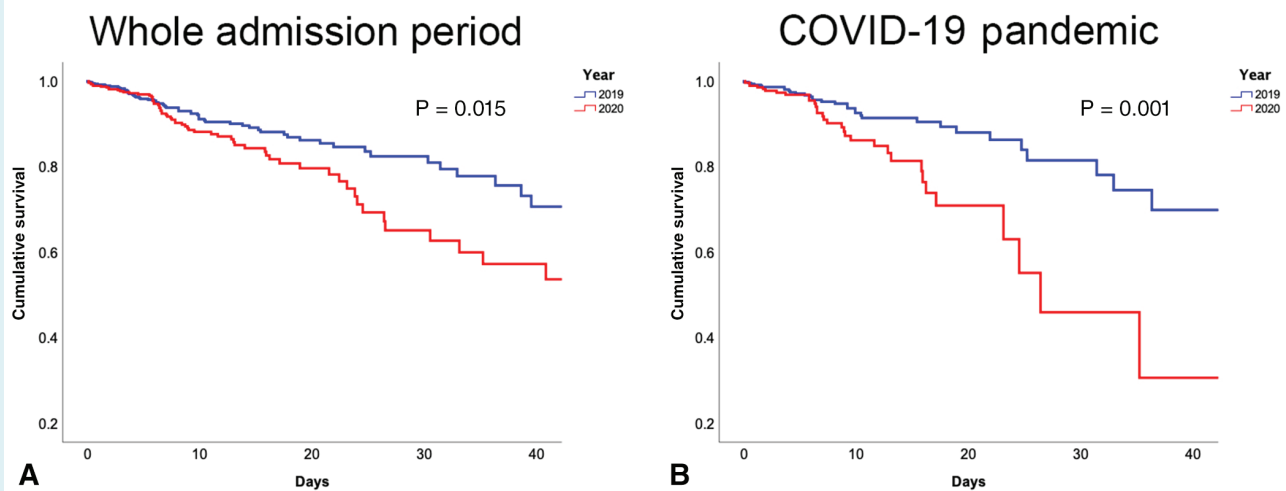 Whole admission period
1.0
0.8
0.6
0.4
0.2
Cumulative survival
P = 0.015
Year
2019
2020
0
10
20
30
40
Days
A
COVID-19 pandemic
1.0
0.8
0.6
0.4
0.2
Cumulative survival
P = 0.001
Year
2019
2020
0
10
20
30
40
Days
B